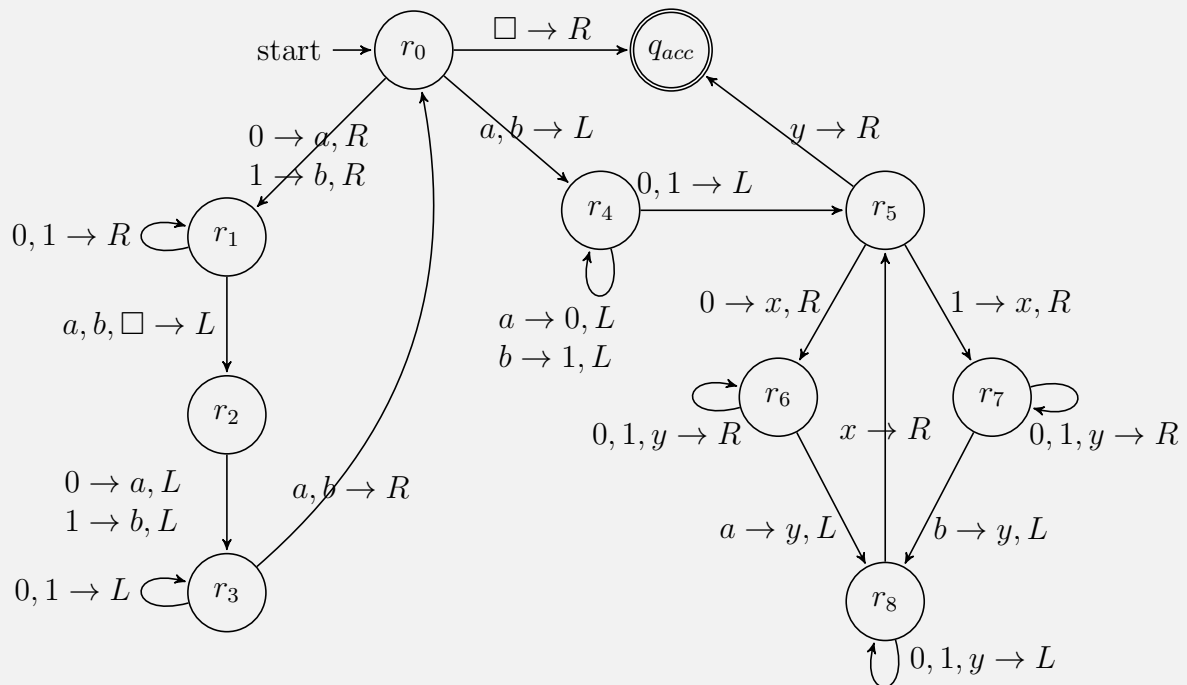 □ → R
start
r₀
q_acc
0 → a, R
1 → b, R
a, b → L
y → R
0, 1 → R
r₁
r₄
0, 1 → L
r₅
a, b, □ → L
a → 0, L
b → 1, L
0 → x, R
1 → x, R
r₂
r₆
r₇
0, 1, y → R
x → R
0, 1, y → R
0 → a, L
1 → b, L
a, b → R
a → y, L
b → y, L
0, 1 → L
r₃
r₈
0, 1, y → L